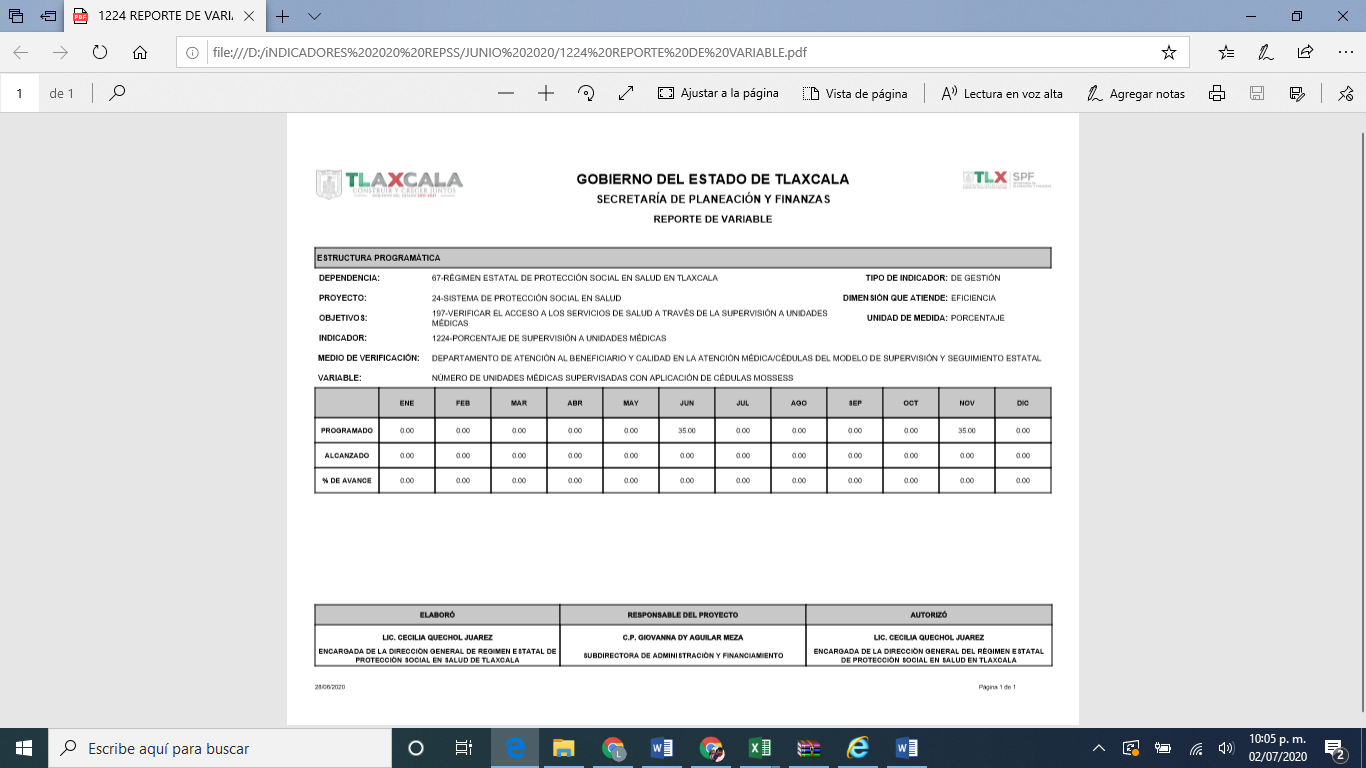 1224 REPORTE DE VARIA
file:///D:/iNDICADORES%202020%20REPSS/JUNIO%202020/1224%20REPORTE%20DE%20VARIABLE.pdf
1 de 1 Ajustar a la página Vista de página Lectura en voz alta Agregar notas
TLAXCALA
CONSTRUIR Y CRECER JUNTOS
GOBIERNO DEL ESTADO DE TLAXCALA
SECRETARÍA DE PLANEACIÓN Y FINANZAS
REPORTE DE VARIABLE
TLX SPF
ESTRUCTURA PROGRAMÁTICA
DEPENDENCIA: 67-RÉGIMEN ESTATAL DE PROTECCIÓN SOCIAL EN SALUD EN TLAXCALA TIPO DE INDICADOR: DE GESTIÓN
PROYECTO: 24-SISTEMA DE PROTECCIÓN SOCIAL EN SALUD DIMENSIÓN QUE ATIENDE: EFICIENCIA
OBJETIVOS: 197-VERIFICAR EL ACCESO A LOS SERVICIOS DE SALUD A TRAVÉS DE LA SUPERVISIÓN A UNIDADES
MÉDICAS
UNIDAD DE MEDIDA: PORCENTAJE
INDICADOR: 1224-PORCENTAJE DE SUPERVISIÓN A UNIDADES MÉDICAS
MEDIO DE VERIFICACIÓN: DEPARTAMENTO DE ATENCIÓN AL BENEFICIARIO Y CALIDAD EN LA ATENCIÓN MÉDICA/CÉDULAS DEL MODELO DE SUPERVISIÓN Y SEGUIMIENTO ESTATAL
VARIABLE: NÚMERO DE UNIDADES MÉDICAS SUPERVISADAS CON APLICACIÓN DE CÉDULAS MOSSESS
ENE FEB MAR ABR MAY JUN JUL AGO SEP OCT NOV DIC
PROGRAMADO 0.00 0.00 0.00 0.00 0.00 35.00 0.00 0.00 0.00 0.00 35.00 0.00
ALCANZADO 0.00 0.00 0.00 0.00 0.00 0.00 0.00 0.00 0.00 0.00 0.00 0.00
% DE AVANCE 0.00 0.00 0.00 0.00 0.00 0.00 0.00 0.00 0.00 0.00 0.00 0.00
ELABORÓ RESPONSABLE DEL PROYECTO AUTORIZÓ
LIC. CECILIA QUECHOL JUAREZ C.P. GIOVANNA DY AGUILAR MEZA LIC. CECILIA QUECHOL JUAREZ
ENCARGADA DE LA DIRECCIÓN GENERAL DE REGIMEN ESTATAL DE
PROTECCIÓN SOCIAL EN SALUD DE TLAXCALA
SUBDIRECTORA DE ADMINISTRACIÓN Y FINANCIAMIENTO
ENCARGADA DE LA DIRECCIÓN GENERAL DEL RÉGIMEN ESTATAL
DE PROTECCIÓN SOCIAL EN SALUD EN TLAXCALA
28/06/2020 Página 1 de 1
Escribe aquí para buscar
10:05 p. m.
02/07/2020
2